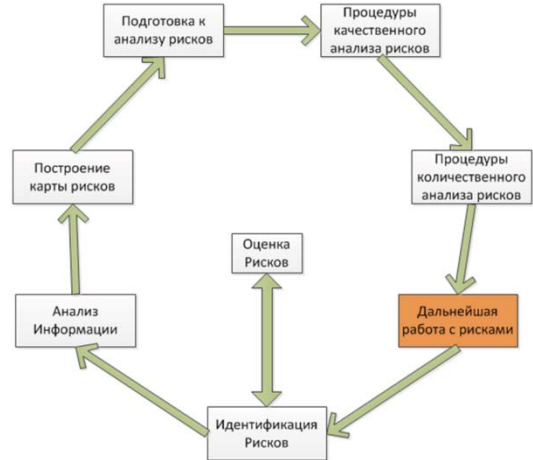 Подготовка к
анализу рисков
Процедуры
качественного
анализа рисков
Построение
карты рисков
Процедуры
количественного
анализа рисков
Оценка
Рисков
Анализ
Информации
Дальнейшая
работа с рисками
Идентификация
Рисков